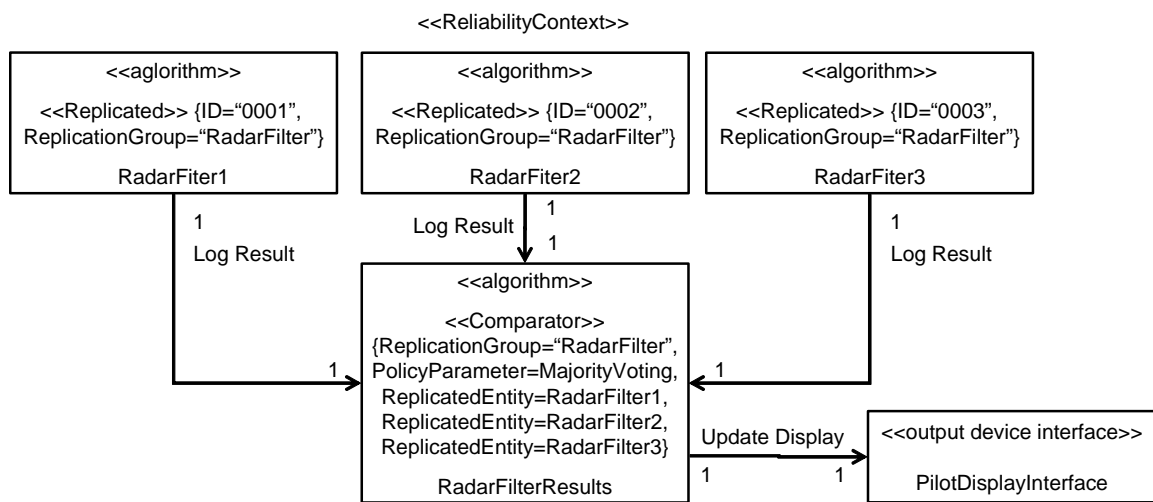 <<ReliabilityContext>>
<<aglorithm>>
<<Replicated>> {ID=“0001”,
ReplicationGroup=“RadarFilter”}
RadarFiter1
<<algorithm>>
<<Replicated>> {ID=“0002”,
ReplicationGroup=“RadarFilter”}
RadarFiter2
<<algorithm>>
<<Replicated>> {ID=“0003”,
ReplicationGroup=“RadarFilter”}
RadarFiter3
1
Log Result
1
Log Result
1
1
Log Result
1
1
<<algorithm>>
<<Comparator>>
{ReplicationGroup=“RadarFilter”,
PolicyParameter=MajorityVoting,
ReplicatedEntity=RadarFilter1,
ReplicatedEntity=RadarFilter2,
ReplicatedEntity=RadarFilter3}
RadarFilterResults
Update Display
1
1
<<output device interface>>
PilotDisplayInterface